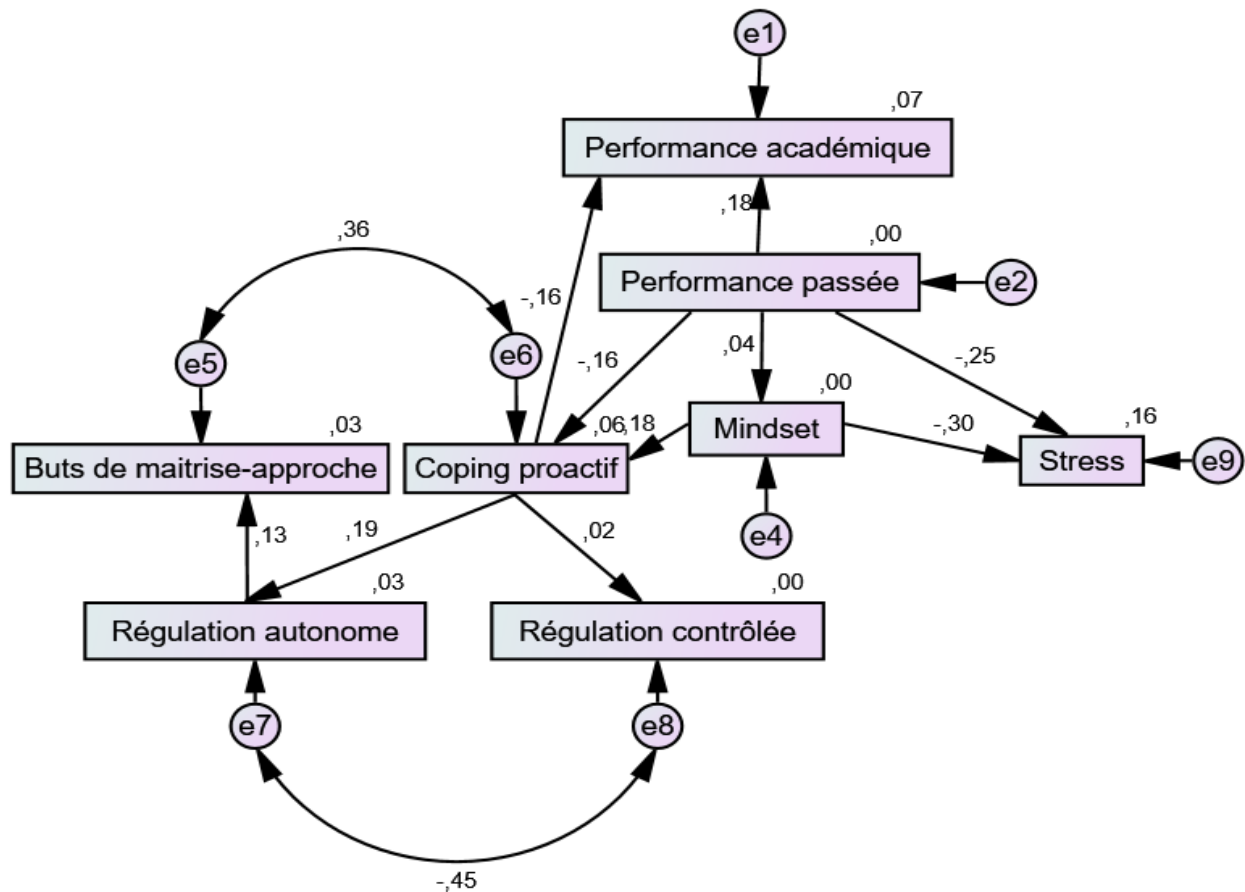 e1
,07
Performance académique
,18
,36
,00
Performance passée
e2
-,16
e5
e6
-,16
,04
-,25
,03
,06
,18
,00
Mindset
-,30
,16
Buts de maitrise-approche
Coping proactif
Stress
e9
,13
,19
,02
e4
,03
,00
Régulation autonome
Régulation contrôlée
e7
e8
-,45